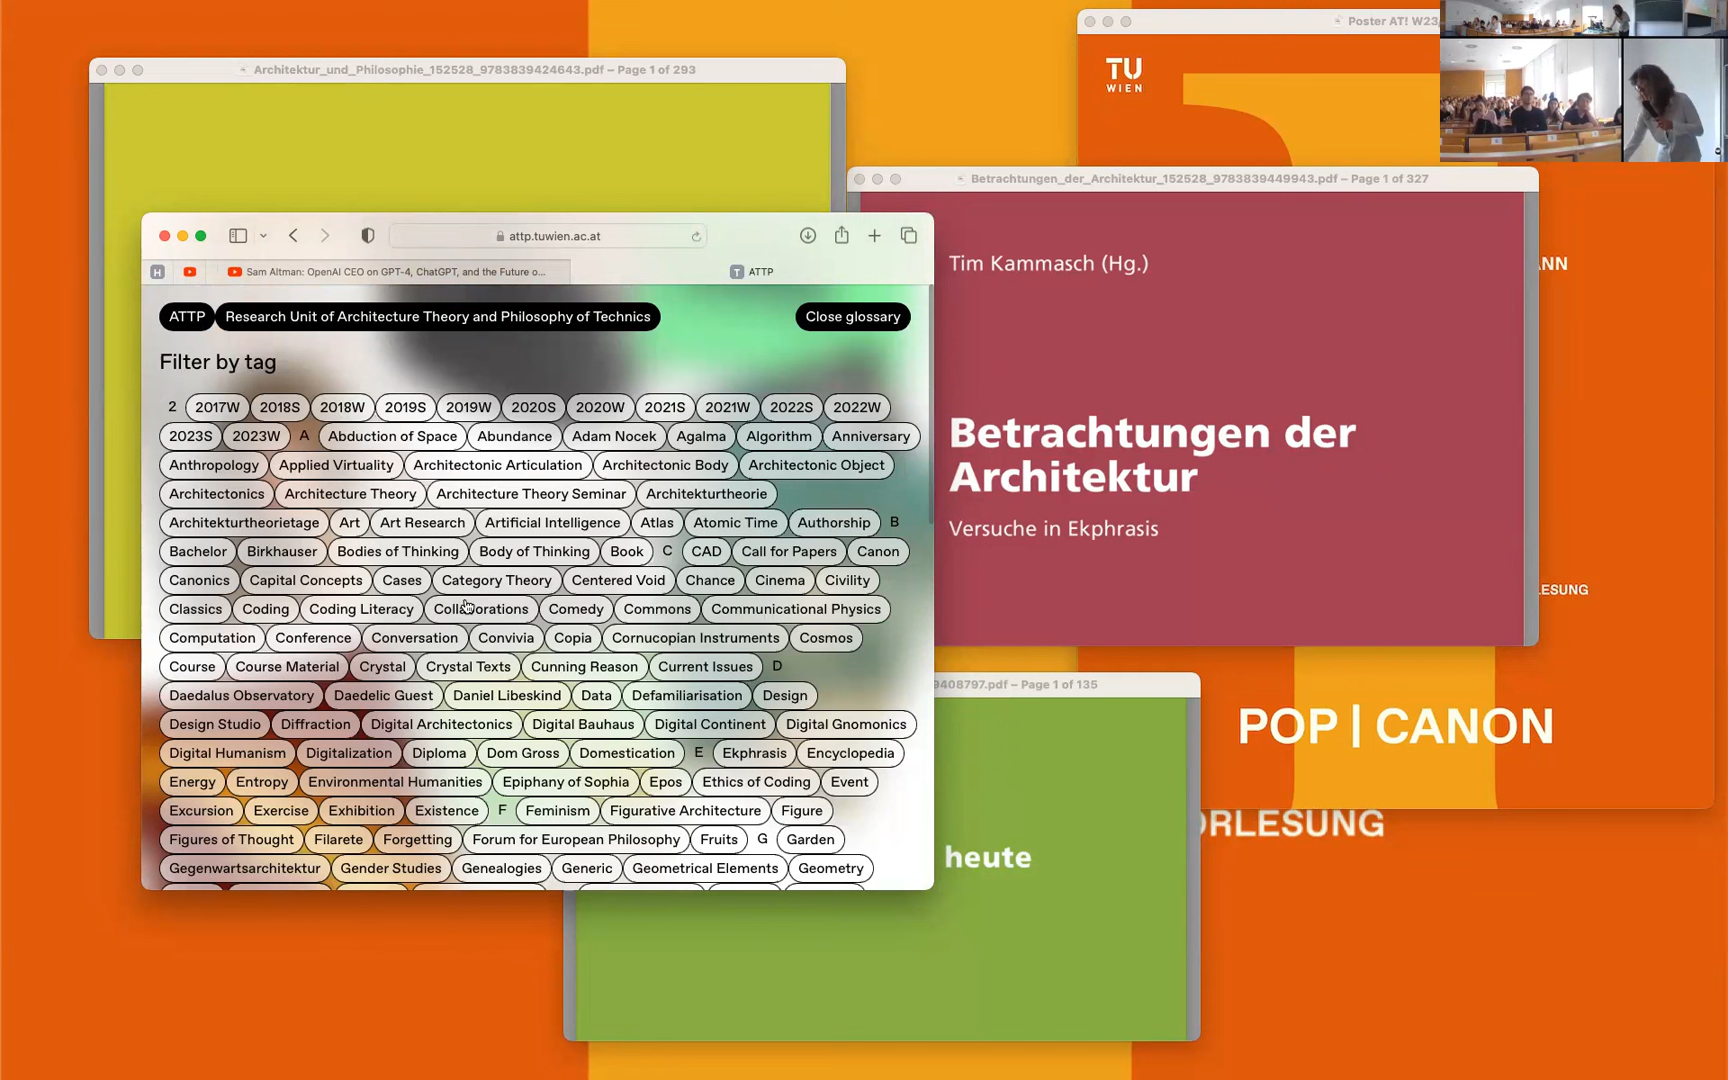 Poster AT! W23
TU
WIEN
Architektur_und_Philosophie_152528_9783839424643.pdf – Page 1 of 293
Betrachtungen_der_Architektur_152528_9783839449943.pdf – Page 1 of 327
attp.tuwien.ac.at
Sam Altman: OpenAI CEO on GPT-4, ChatGPT, and the Future o...
T ATTP
H
Tim Kammasch (Hg.)
ANN
ATTP Research Unit of Architecture Theory and Philosophy of Technics Close glossary
Filter by tag
2 2017W 2018S 2018W 2019S 2019W 2020S 2020W 2021S 2021W 2022S 2022W
2023S 2023W A Abduction of Space Abundance Adam Nocek Agalma Algorithm Anniversary
Anthropology Applied Virtuality Architectonic Articulation Architectonic Body Architectonic Object
Architectonics Architecture Theory Architecture Theory Seminar Architekturtheorie
Architekturtheorietage Art Art Research Artificial Intelligence Atlas Atomic Time Authorship B
Bachelor Birkhauser Bodies of Thinking Body of Thinking Book C CAD Call for Papers Canon
Canonics Capital Concepts Cases Category Theory Centered Void Chance Cinema Civility
Classics Coding Coding Literacy Collaborations Comedy Commons Communicational Physics
Computation Conference Conversation Convivia Copia Cornucopian Instruments Cosmos
Course Course Material Crystal Crystal Texts Cunning Reason Current Issues D
Daedalus Observatory Daedelic Guest Daniel Libeskind Data Defamiliarisation Design
Design Studio Diffraction Digital Architectonics Digital Bauhaus Digital Continent Digital Gnomonics
Digital Humanism Digitalization Diploma Dom Gross Domestication E Ekphrasis Encyclopedia
Energy Entropy Environmental Humanities Epiphany of Sophia Epos Ethics of Coding Event
Excursion Exercise Exhibition Existence F Feminism Figurative Architecture Figure
Figures of Thought Filarete Forgetting Forum for European Philosophy Fruits G Garden
Gegenwartsarchitektur Gender Studies Genealogies Generic Geometrical Elements Geometry
Betrachtungen der
Architektur
Versuche in Ekphrasis
ESUNG
9408797.pdf – Page 1 of 135
POP | CANON
ORLESUNG
heute